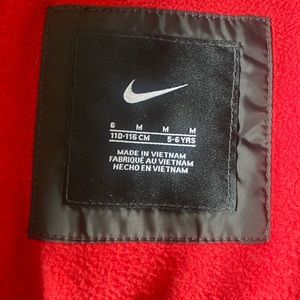 6 M M M
110-116 CM 5-6 YRS
MADE IN VIETNAM
FABRIQUÉ AU VIETNAM
HECHO EN VIETNAM